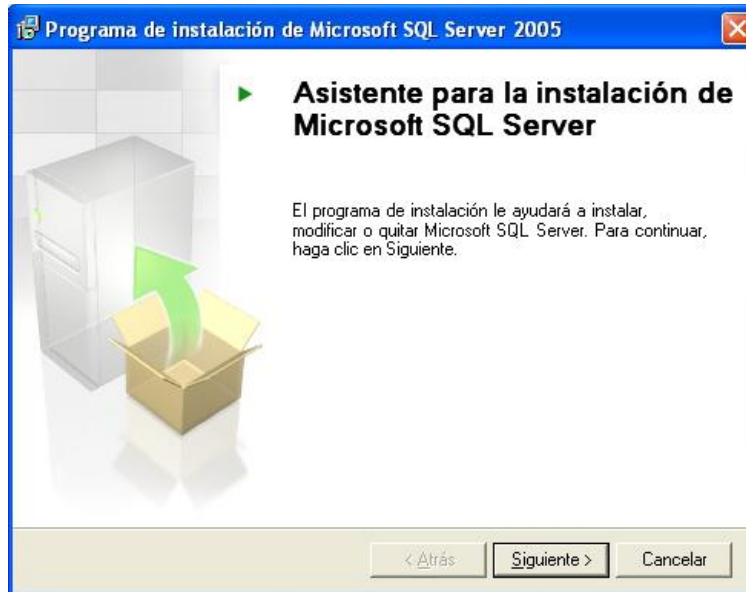 Programa de instalación de Microsoft SQL Server 2005
Asistente para la instalación de
Microsoft SQL Server
El programa de instalación le ayudará a instalar,
modificar o quitar Microsoft SQL Server. Para continuar,
haga clic en Siguiente.
< Atrás
Siguiente >
Cancelar